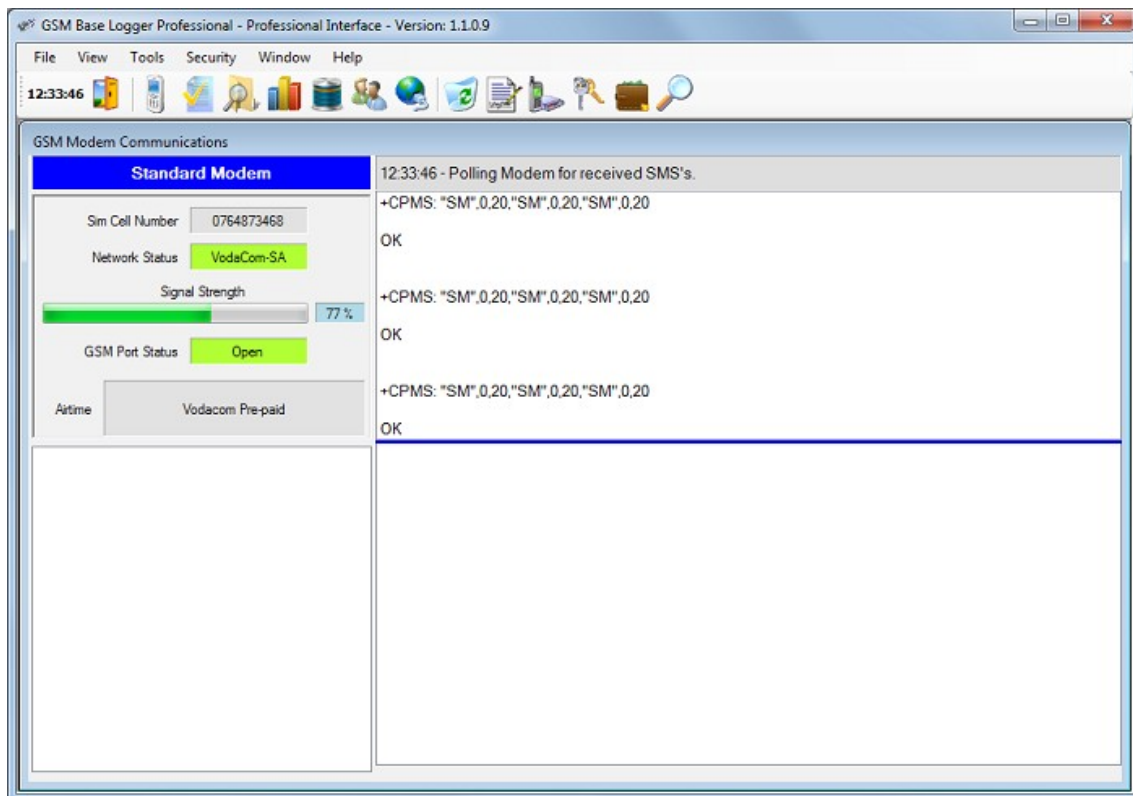 GSM Base Logger Professional - Professional Interface - Version: 1.1.0.9
File View Tools Security Window Help
12:33:46
GSM Modem Communications
Standard Modem
12:33:46 - Polling Modem for received SMS's.
Sim Cell Number 0764873468
Network Status VodaCom-SA
Signal Strength
77 %
GSM Port Status Open
Airtime Vodacom Pre-paid
+CPMS: "SM",0,20,"SM",0,20,"SM",0,20
OK
+CPMS: "SM",0,20,"SM",0,20,"SM",0,20
OK
+CPMS: "SM",0,20,"SM",0,20,"SM",0,20
OK